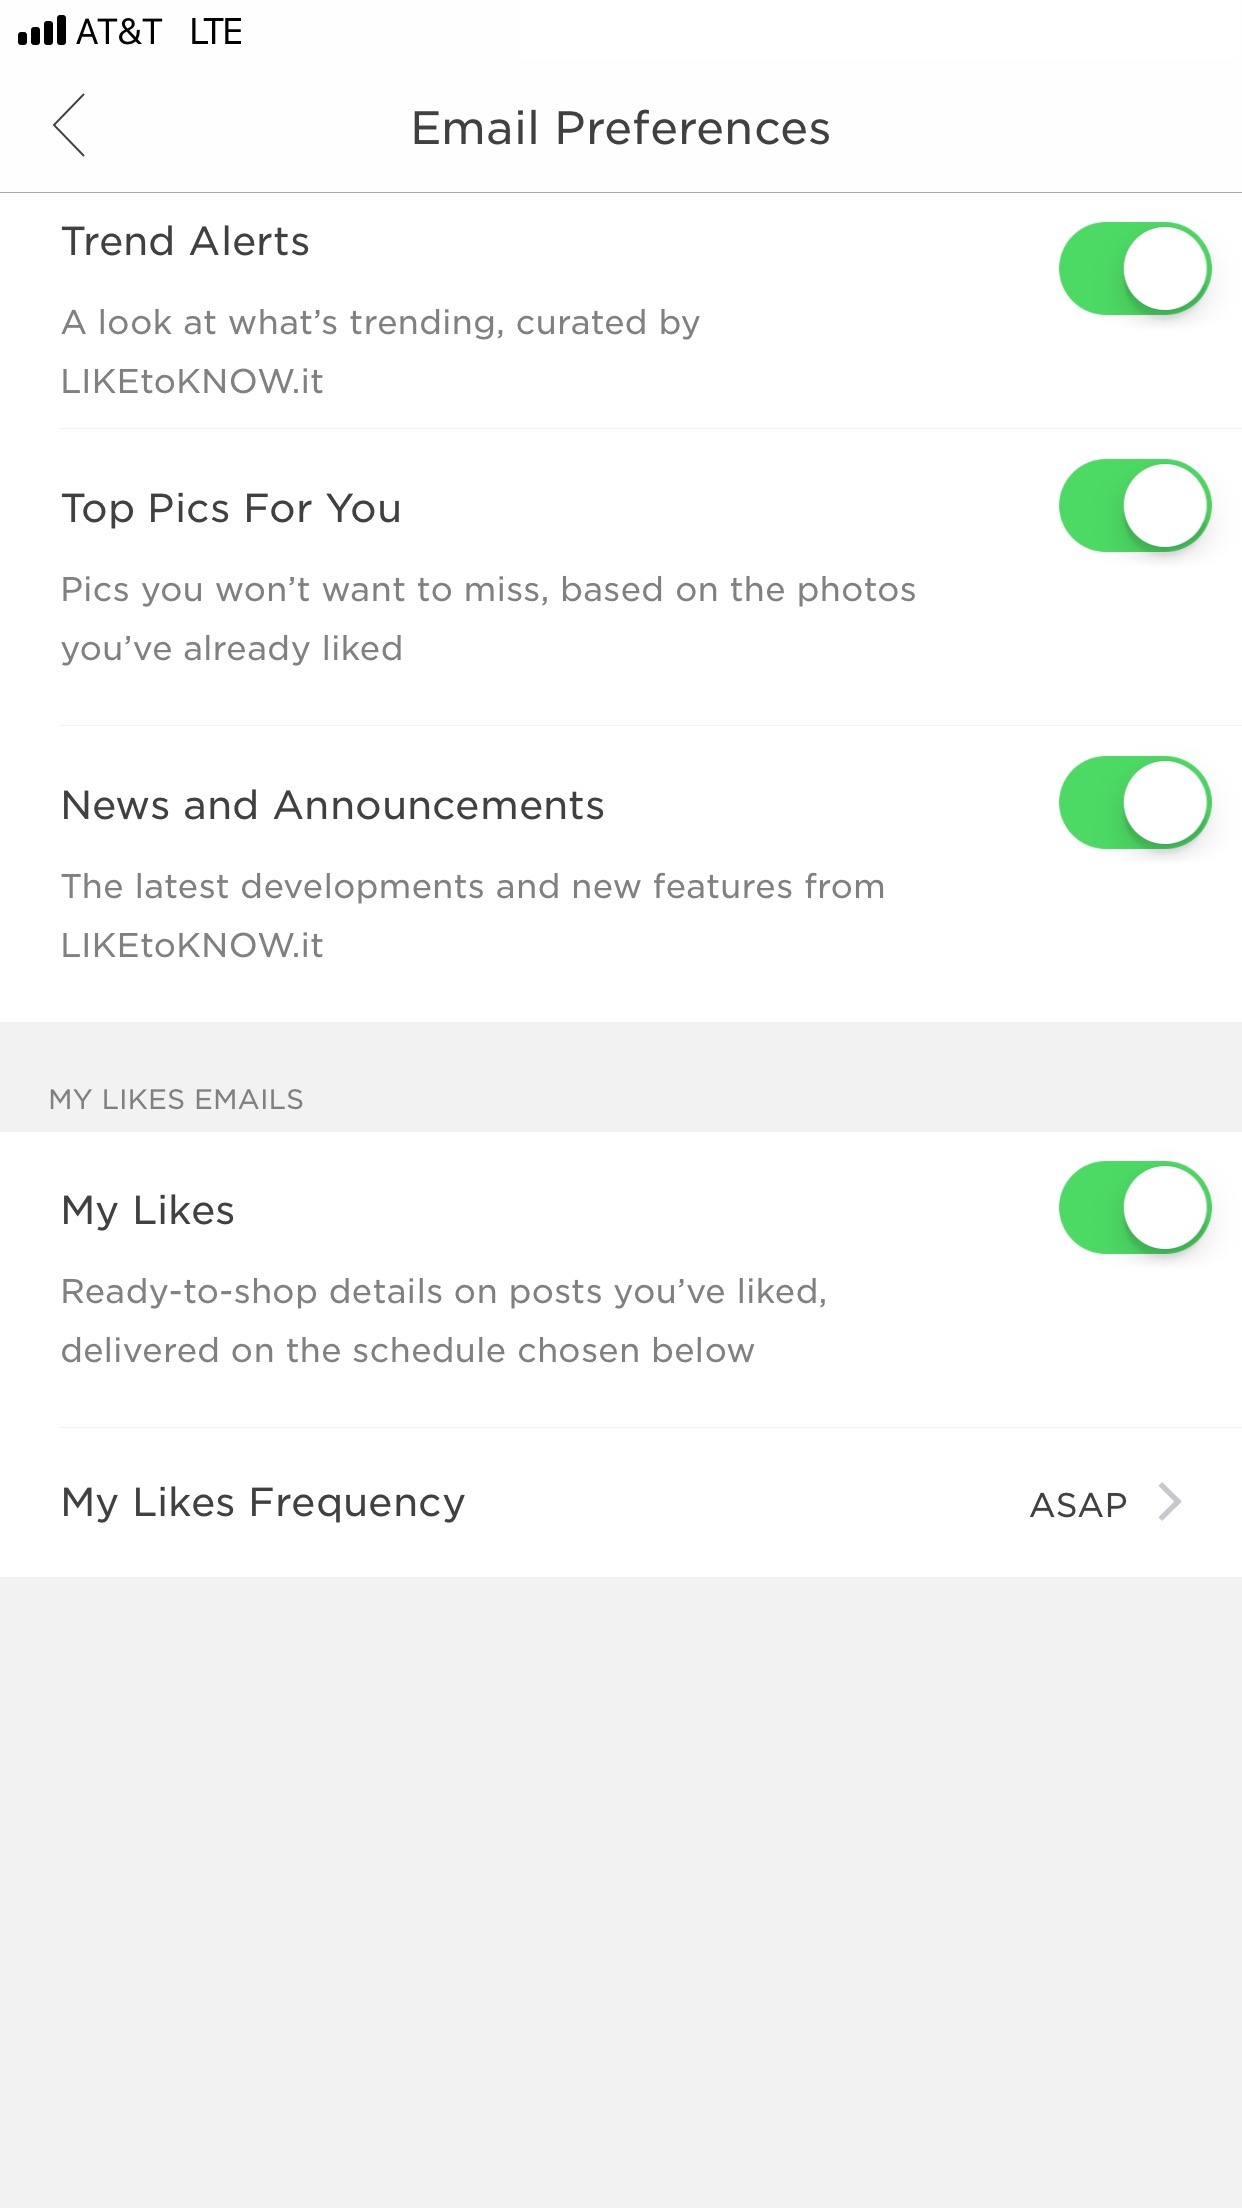 AT&T LTE
Email Preferences
Trend Alerts
A look at what’s trending, curated by
LIKEtoKNOW.it
Top Pics For You
Pics you won’t want to miss, based on the photos
you’ve already liked
News and Announcements
The latest developments and new features from
LIKEtoKNOW.it
MY LIKES EMAILS
My Likes
Ready-to-shop details on posts you’ve liked,
delivered on the schedule chosen below
My Likes Frequency ASAP